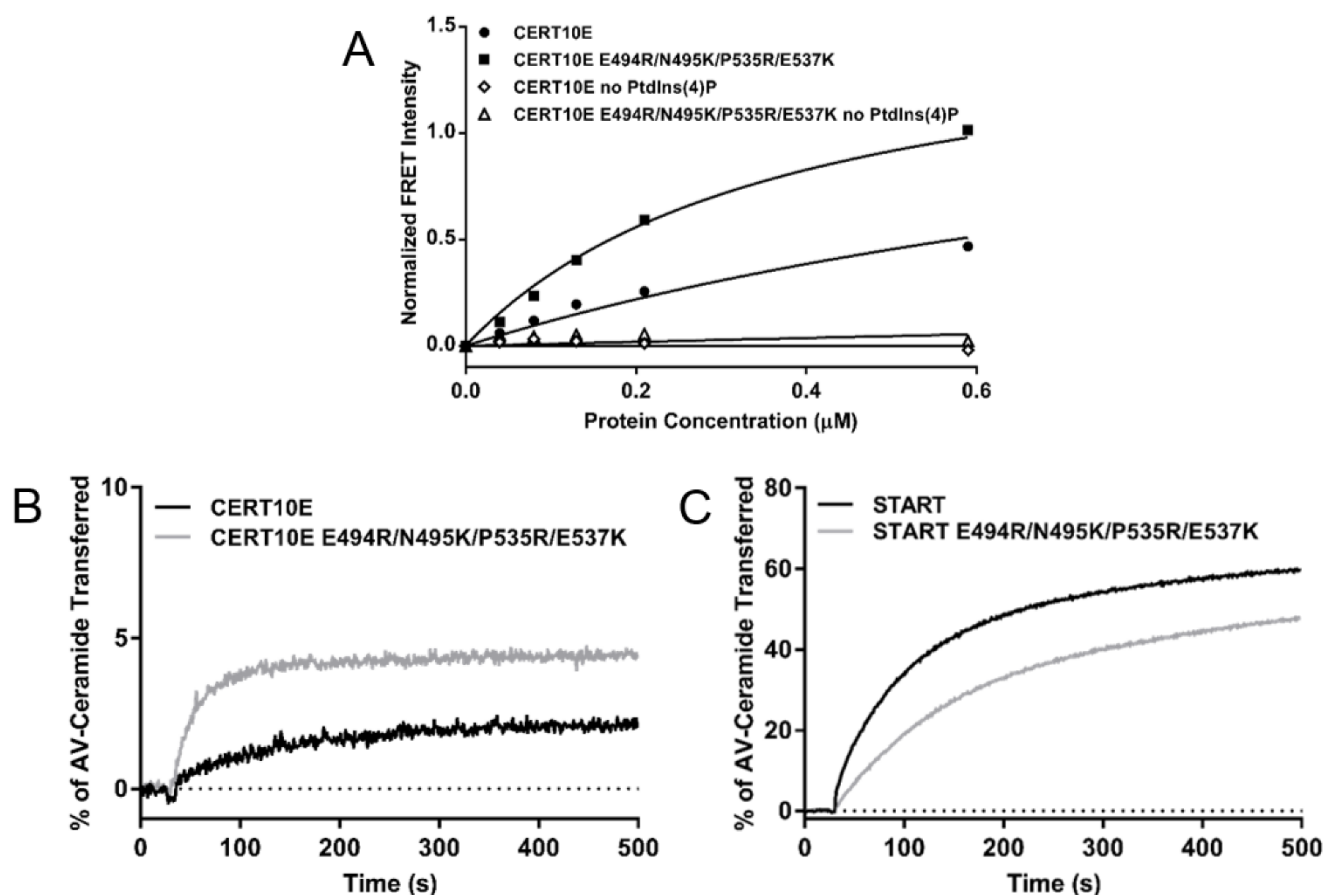 A
1.5
CERT10E
CERT10E E494R/N495K/P535R/E537K
CERT10E no PtdIns(4)P
CERT10E E494R/N495K/P535R/E537K no PtdIns(4)P
1.0
0.5
0.0
Normalized FRET Intensity
0.0 0.2 0.4 0.6
Protein Concentration (μM)
B
10
CERT10E
CERT10E E494R/N495K/P535R/E537K
5
0
% of AV-Ceramide Transferred
0 100 200 300 400 500
Time (s)
C
80
START
START E494R/N495K/P535R/E537K
60
40
20
0
% of AV-Ceramide Transferred
0 100 200 300 400 500
Time (s)